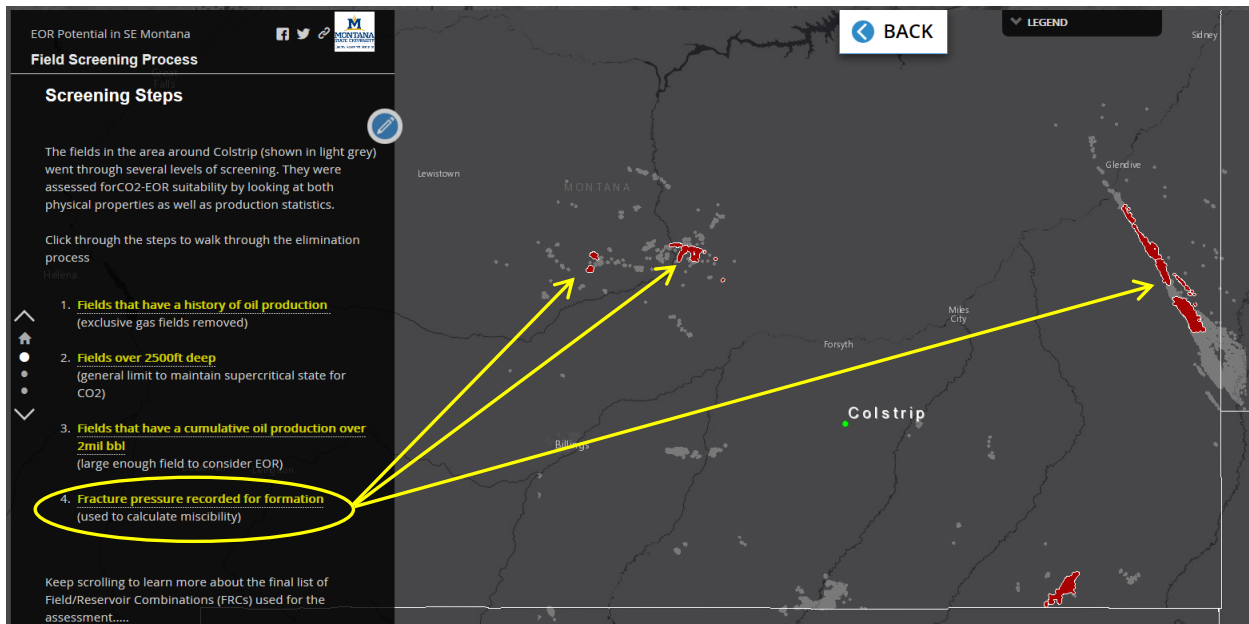 EOR Potential in SE Montana
M
MONTANA
STATE UNIVERSITY
Field Screening Process
Great
Falls
Screening Steps
The fields in the area around Colstrip (shown in light grey)
went through several levels of screening. They were
assessed forCO2-EOR suitability by looking at both
physical properties as well as production statistics.
Click through the steps to walk through the elimination
process
Helena
1. Fields that have a history of oil production
(exclusive gas fields removed)
2. Fields over 2500ft deep
(general limit to maintain supercritical state for
CO2)
3. Fields that have a cumulative oil production over
2mil bbl
(large enough field to consider EOR)
4. Fracture pressure recorded for formation
(used to calculate miscibility)
Keep scrolling to learn more about the final list of
Field/Reservoir Combinations (FRCs) used for the
assessment.....
BACK
LEGEND
Sidney
Glendive
Lewistown
MONTANA
Miles
City
Forsyth
Colstrip
Billings